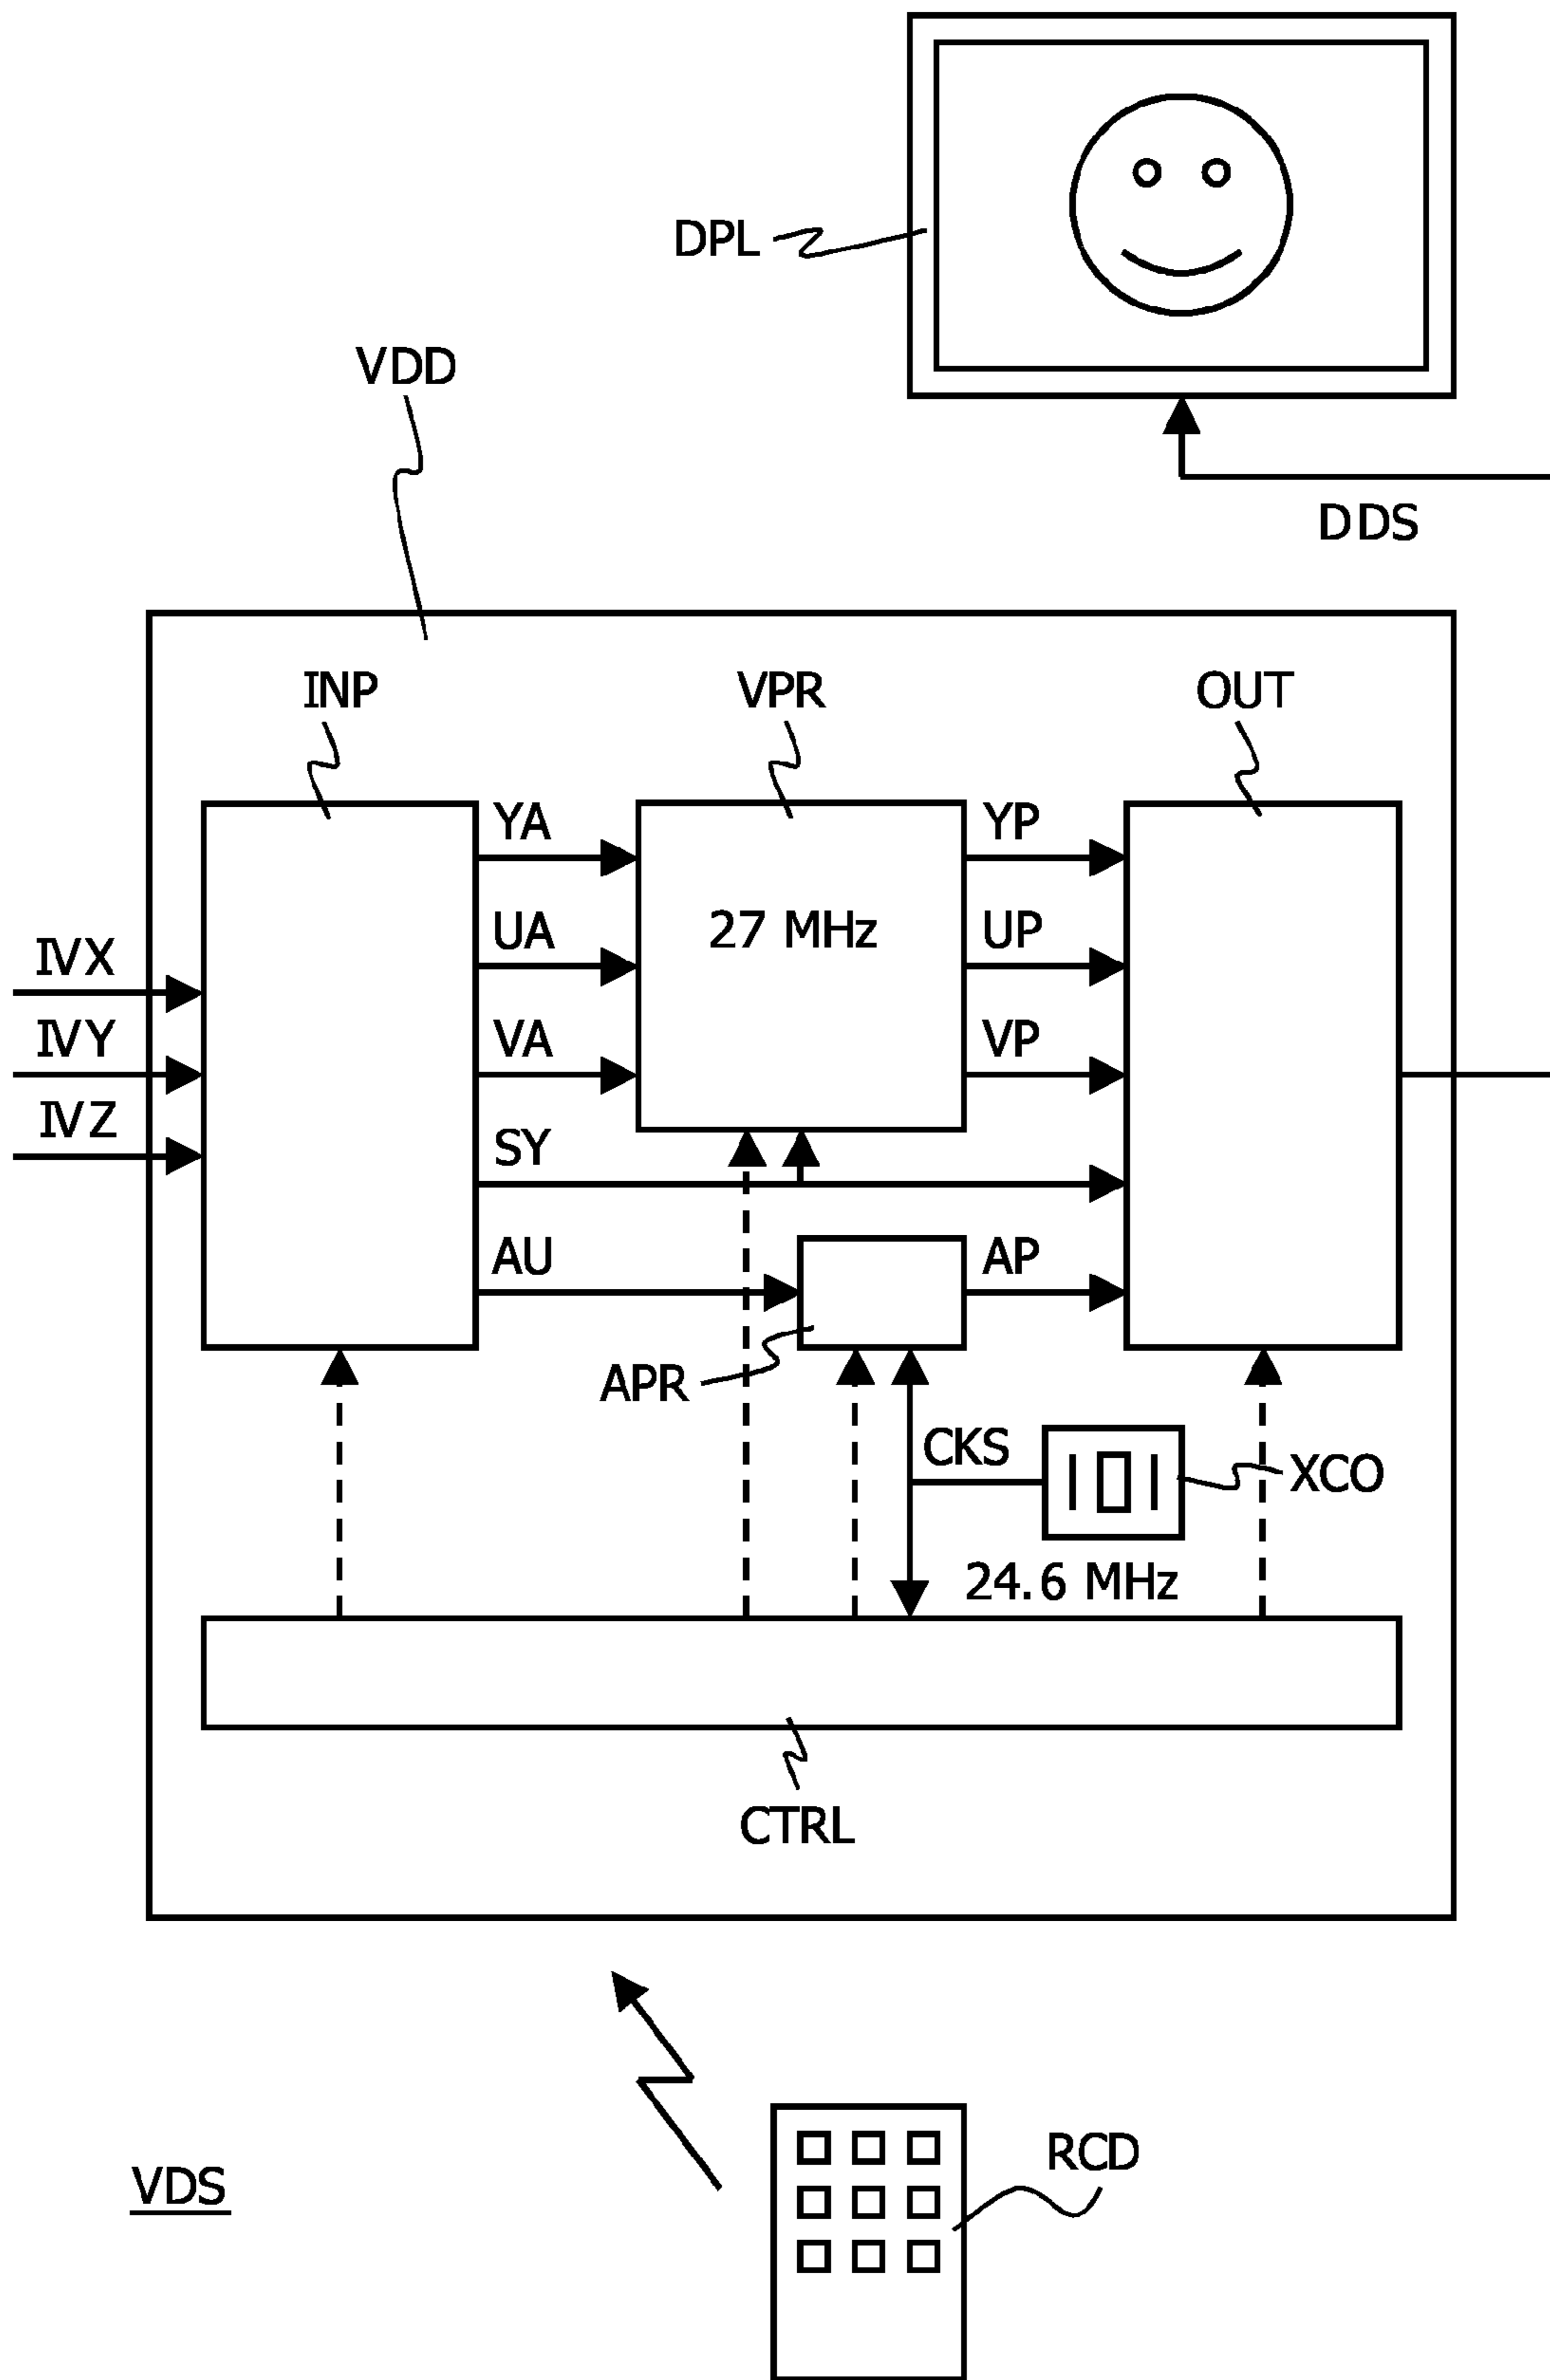 DPL
VDD
DDS
INP
VPR
OUT
YA
YP
27 MHz
UA
UP
IVX
IVY
VA
VP
IVZ
SY
AU
AP
APR
CKS
XCO
24.6 MHz
CTRL
RCD
VDS